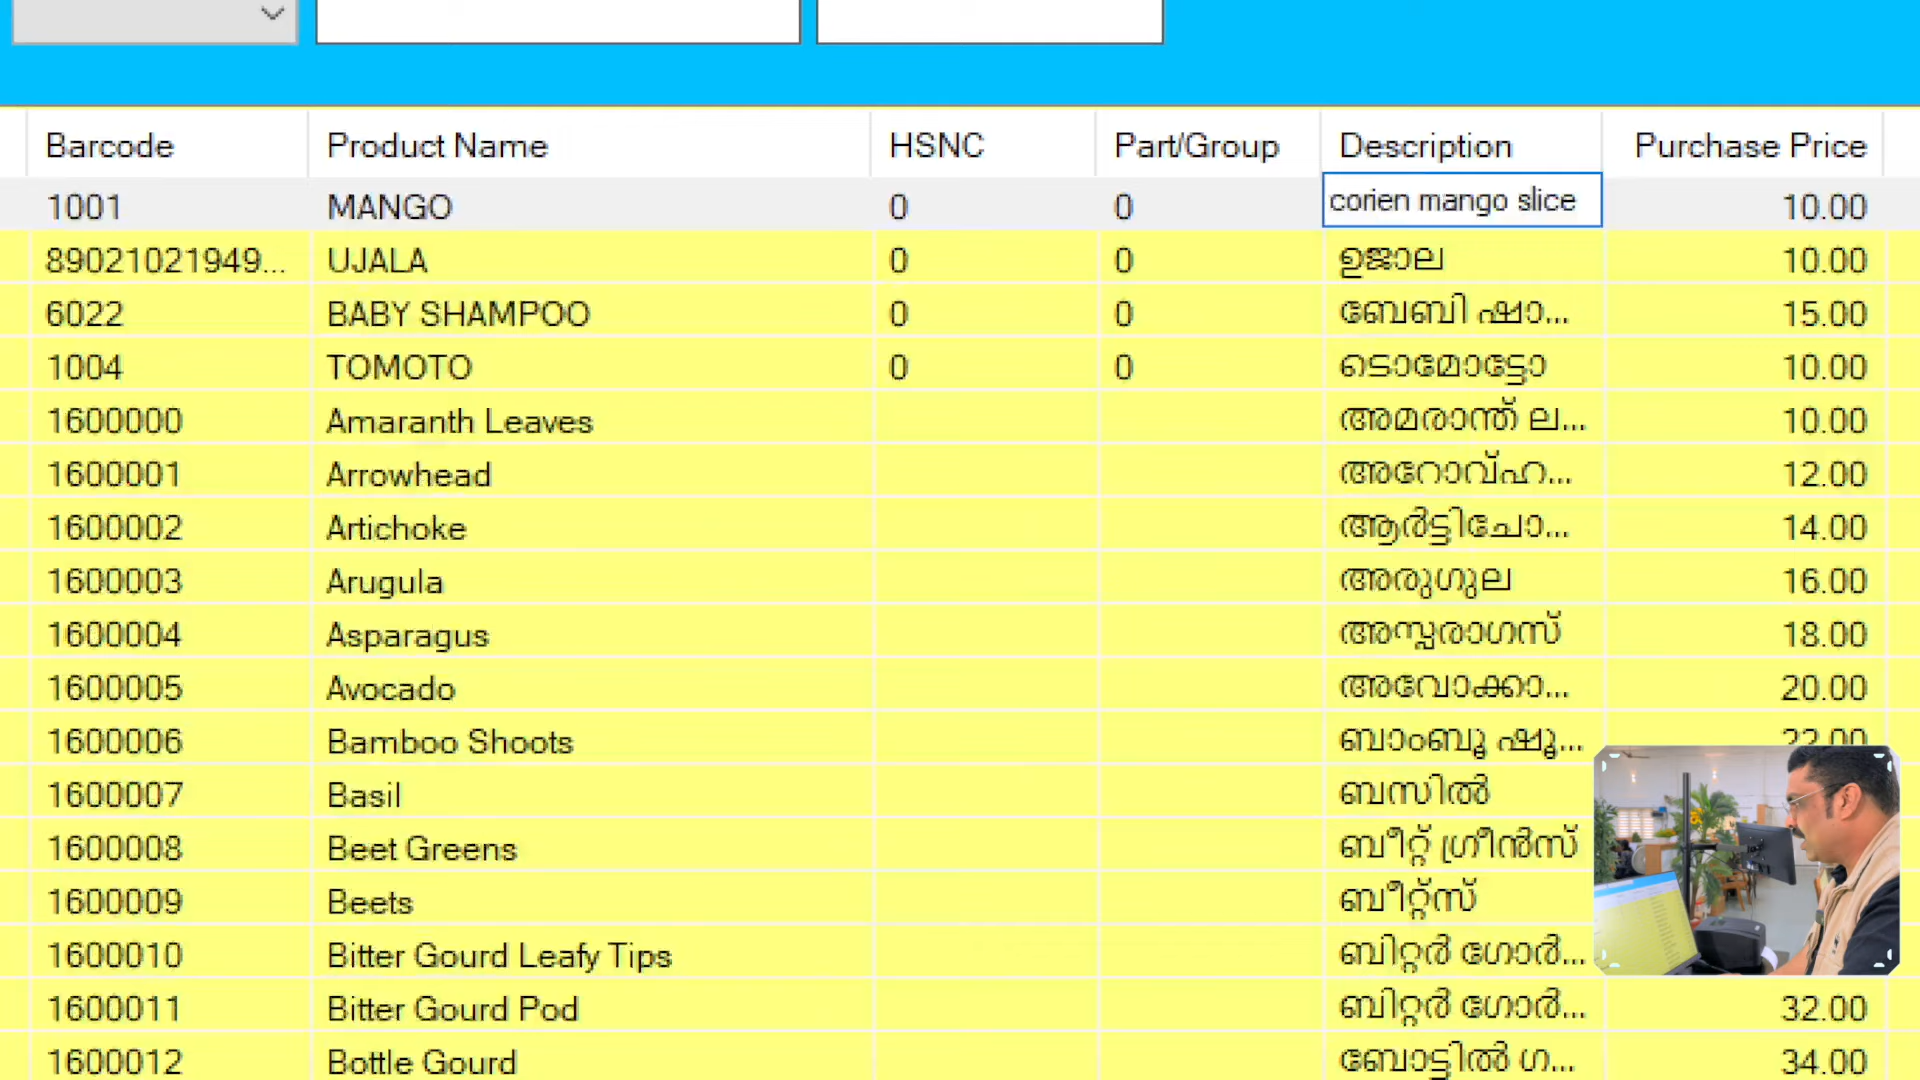 Barcode Product Name HSNC Part/Group Description Purchase Price
1001 MANGO 0 0 corien mango slice 10.00
89021021949... UJALA 0 0 ഉജാല 10.00
6022 BABY SHAMPOO 0 0 ബേബി ഷാ... 15.00
1004 TOMOTO 0 0 ടൊമോട്ടോ 10.00
1600000 Amaranth Leaves അമരാന്ത് ല... 10.00
1600001 Arrowhead അറോവ്ഹ... 12.00
1600002 Artichoke ആർട്ടിചോ... 14.00
1600003 Arugula അരുഗുല 16.00
1600004 Asparagus അസ്പരാഗസ് 18.00
1600005 Avocado അവോക്കാ... 20.00
1600006 Bamboo Shoots ബാംബൂ ഷൂ... 22.00
1600007 Basil ബസിൽ
1600008 Beet Greens ബീറ്റ് ഗ്രീൻസ്
1600009 Beets ബീറ്റ്സ്
1600010 Bitter Gourd Leafy Tips ബിറ്റർ ഗോർ...
1600011 Bitter Gourd Pod ബിറ്റർ ഗോർ... 32.00
1600012 Bottle Gourd ബോട്ടിൽ ഗ... 34.00